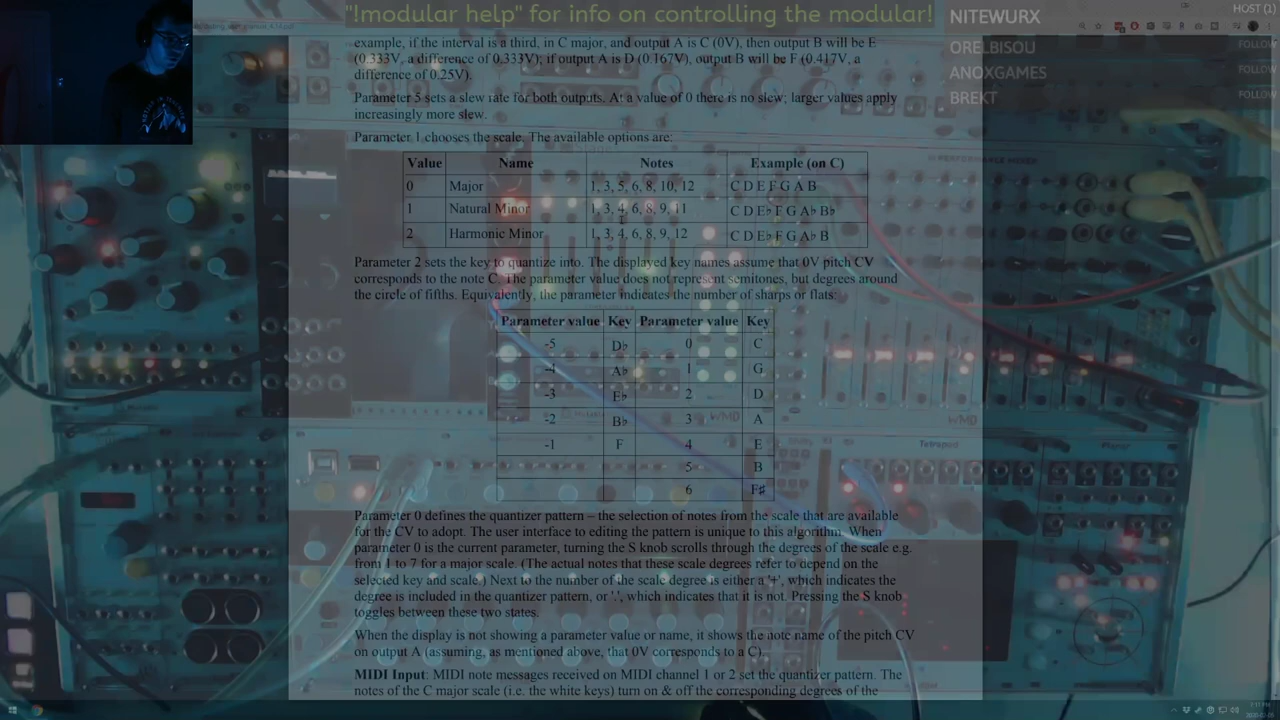 "!modular help" for info on controlling the modular!
NITEWURX
HOST (1)
ORELBISOU
FOLLOW
ANOXGAMES
FOLLOW
BREKT
FOLLOW
example, if the interval is a third, in C major, and output A is C (0V), then output B will be E
(0.333V, a difference of 0.333V); if output A is D (0.167V), output B will be F (0.417V, a
difference of 0.25V).
Parameter 5 sets a slew rate for both outputs. At a value of 0 there is no slew; larger values apply
increasingly more slew.
Parameter 1 chooses the scale. The available options are:
Value Name Notes Example (on C)
0 Major 1, 3, 5, 6, 8, 10, 12 C D E F G A B
1 Natural Minor 1, 3, 4, 6, 8, 9, 11 C D E♭ F G A♭ B♭
2 Harmonic Minor 1, 3, 4, 6, 8, 9, 12 C D E♭ F G A♭ B
Parameter 2 sets the key to quantize into. The displayed key names assume that 0V pitch CV
corresponds to the note C. The parameter value does not represent semitones, but degrees around
the circle of fifths. Equivalently, the parameter indicates the number of sharps or flats:
Parameter value Key Parameter value Key
-5 D♭ 0 C
-4 A♭ 1 G
-3 E♭ 2 D
-2 B♭ 3 A
-1 F 4 E
5 B
6 F♯
WMD
WMD
Tetrapod
Parameter 0 defines the quantizer pattern – the selection of notes from the scale that are available
for the CV to adopt. The user interface to editing the pattern is unique to this algorithm. When
parameter 0 is the current parameter, turning the S knob scrolls through the degrees of the scale e.g.
from 1 to 7 for a major scale. (The actual notes that these scale degrees refer to depend on the
selected key and scale.) Next to the number of the scale degree is either a '+', which indicates the
degree is included in the quantizer pattern, or '.', which indicates that it is not. Pressing the S knob
toggles between these two states.
When the display is not showing a parameter value or name, it shows the note name of the pitch CV
on output A (assuming, as mentioned above, that 0V corresponds to a C).
MIDI Input: MIDI note messages received on MIDI channel 1 or 2 set the quantizer pattern. The
notes of the C major scale (i.e. the white keys) turn on & off the corresponding degrees of the